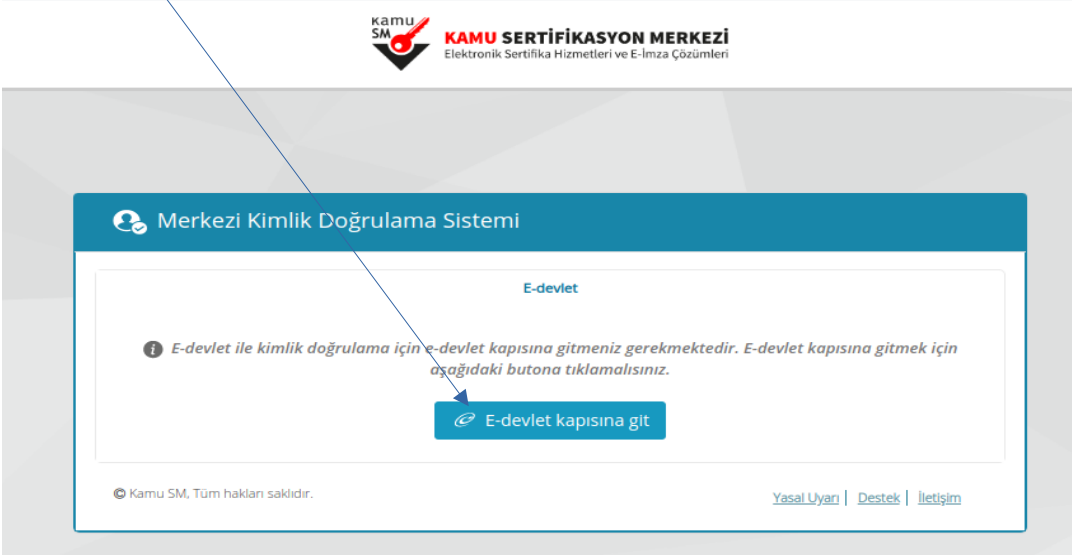 Kamu
SM
KAMU SERTİFİKASYON MERKEZİ
Elektronik Sertifika Hizmetleri ve E-İmza Çözümleri
Merkezi Kimlik Doğrulama Sistemi
E-devlet
E-devlet ile kimlik doğrulama için e-devlet kapısına gitmeniz gerekmektedir. E-devlet kapısına gitmek için
aşağıdaki butona tıklamalısınız.
E-devlet kapısına git
© Kamu SM, Tüm hakları saklıdır.
Yasal Uyarı | Destek | İletişim